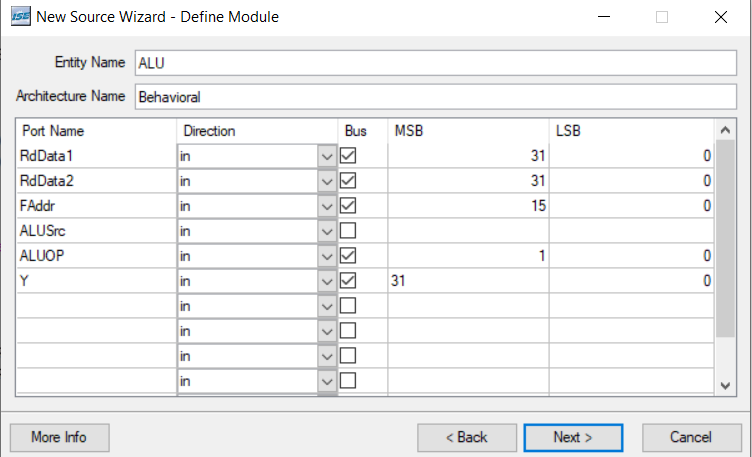 ISE New Source Wizard - Define Module
Entity Name ALU
Architecture Name Behavioral
Port Name Direction Bus MSB LSB
RdData1 in 31 0
RdData2 in 31 0
FAddr in 15 0
ALUSrc in
ALUOP in 1 0
Y in 31 0
in
in
in
in
More Info < Back Next > Cancel